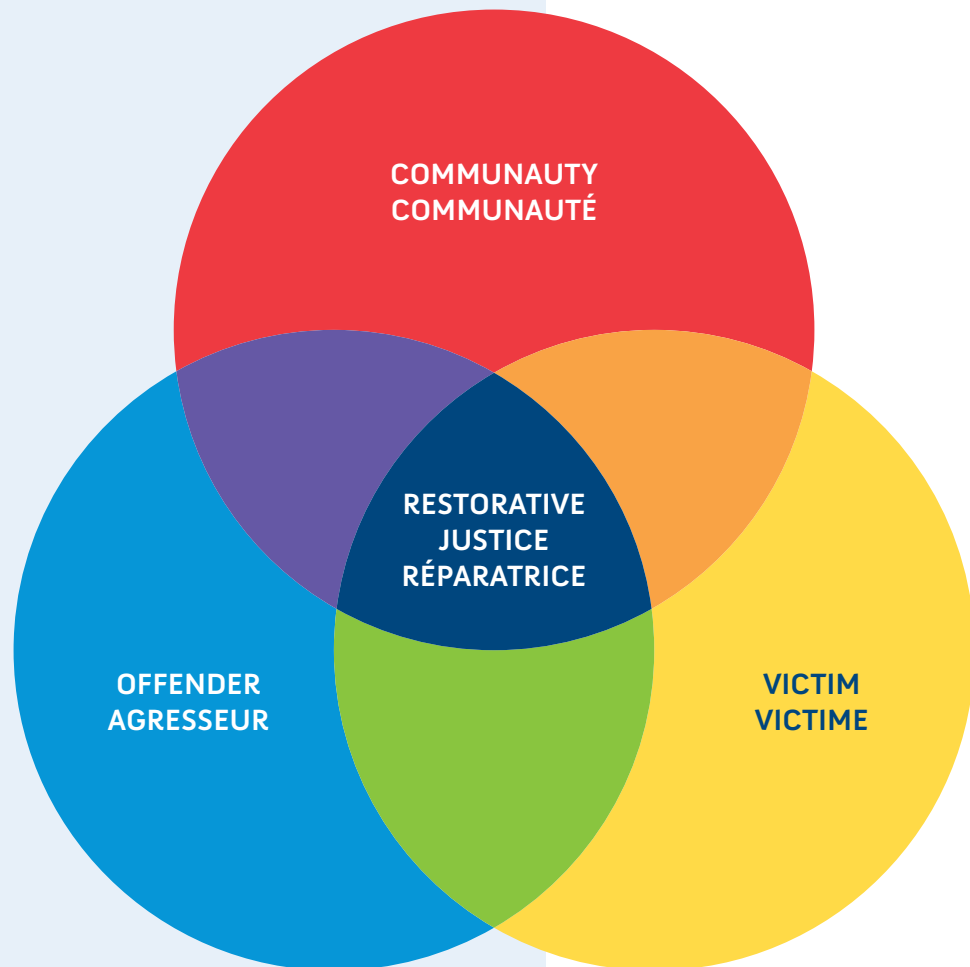 COMMUNAUTY
COMMUNAUTÉ
RESTORATIVE
JUSTICE
RÉPARATRICE
OFFENDER
AGRESSEUR
VICTIM
VICTIME